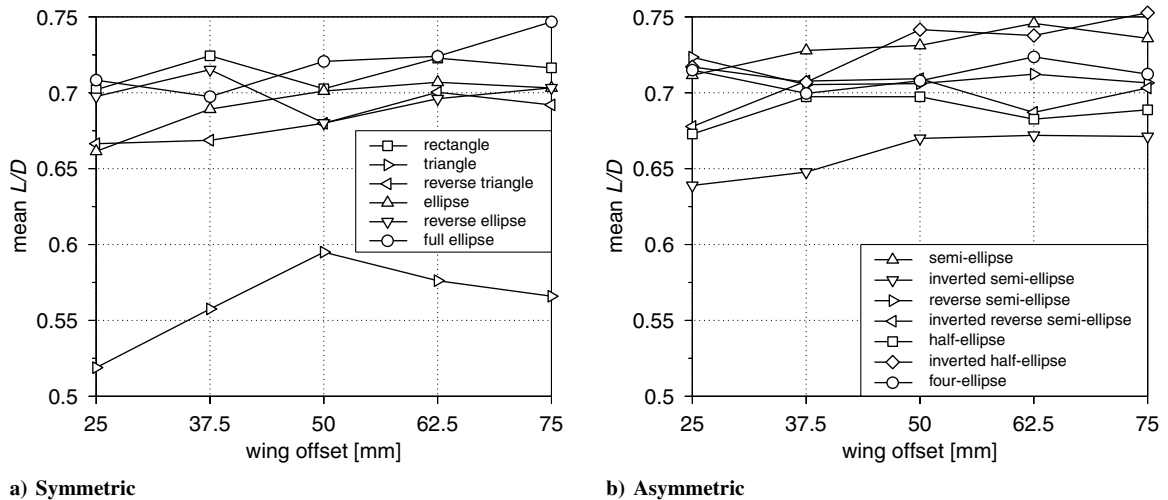 0.75
0.7
0.65
0.6
0.55
0.5
mean L/D
rectangle
triangle
reverse triangle
ellipse
reverse ellipse
full ellipse
25
37.5
50
62.5
75
wing offset [mm]
a) Symmetric
0.75
0.7
0.65
0.6
0.55
0.5
mean L/D
semi-ellipse
inverted semi-ellipse
reverse semi-ellipse
inverted reverse semi-ellipse
half-ellipse
inverted half-ellipse
four-ellipse
25
37.5
50
62.5
75
wing offset [mm]
b) Asymmetric